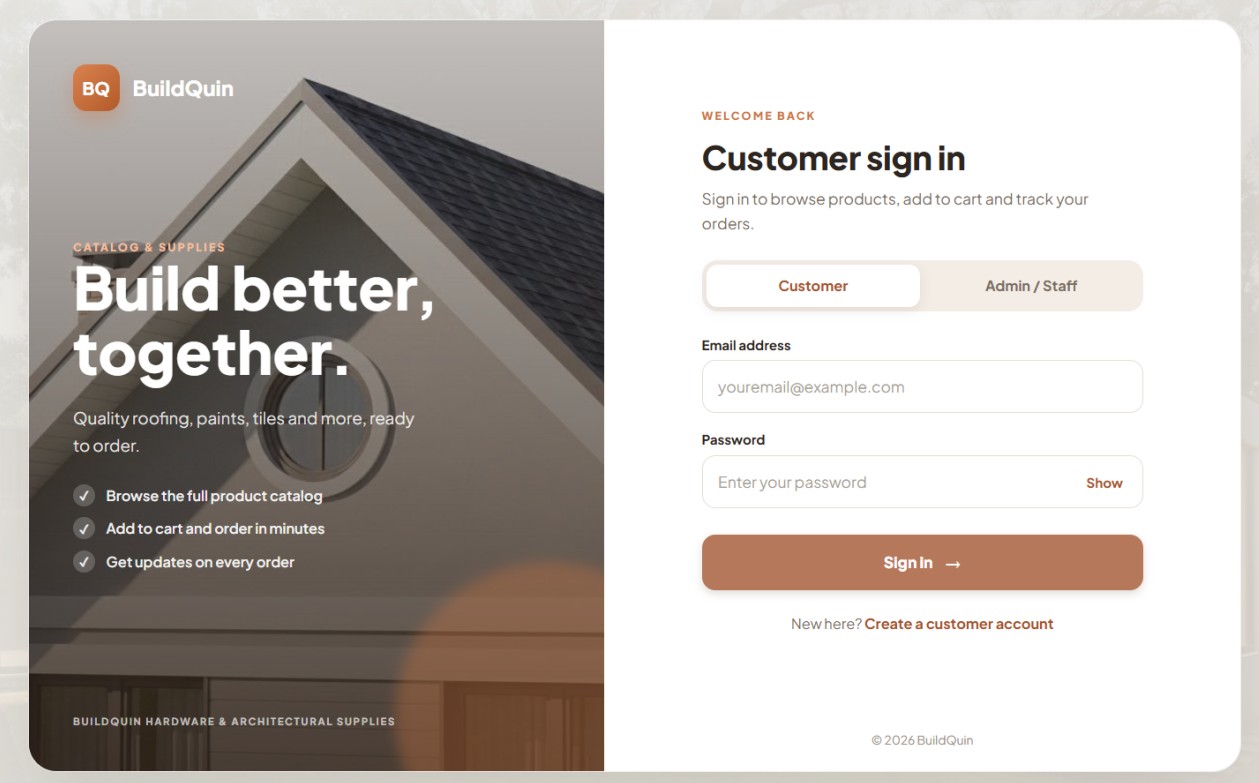 BQ BuildQuin
CATALOG & SUPPLIES
Build better,
together.
Quality roofing, paints, tiles and more, ready
to order.
✓ Browse the full product catalog
✓ Add to cart and order in minutes
✓ Get updates on every order
BUILDQUIN HARDWARE & ARCHITECTURAL SUPPLIES
WELCOME BACK
Customer sign in
Sign in to browse products, add to cart and track your
orders.
Customer Admin / Staff
Email address
youremail@example.com
Password
Enter your password Show
Sign In →
New here? Create a customer account
© 2026 BuildQuin